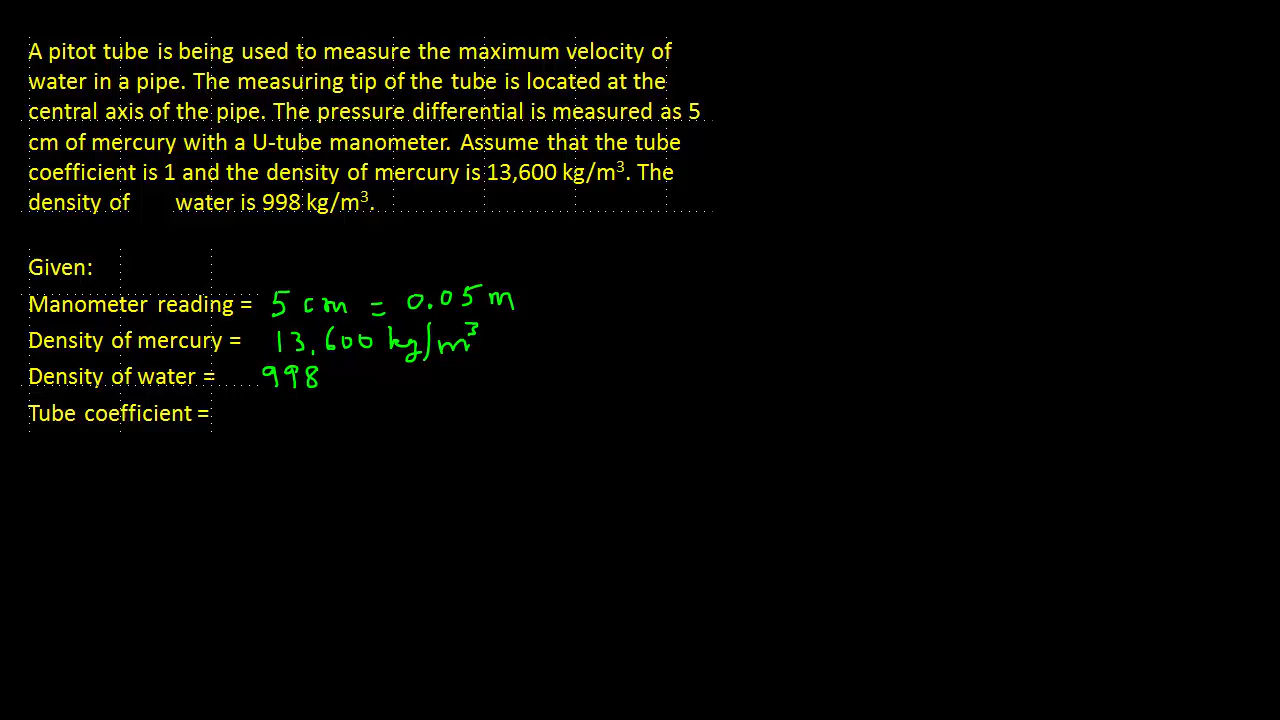 A pitot tube is being used to measure the maximum velocity of
water in a pipe. The measuring tip of the tube is located at the
central axis of the pipe. The pressure differential is measured as 5
cm of mercury with a U-tube manometer. Assume that the tube
coefficient is 1 and the density of mercury is 13,600 kg/m³. The
density of water is 998 kg/m³.
Given:
Manometer reading = 5 cm = 0.05 m
Density of mercury = 13,600 kg/m³
Density of water = 998
Tube coefficient =